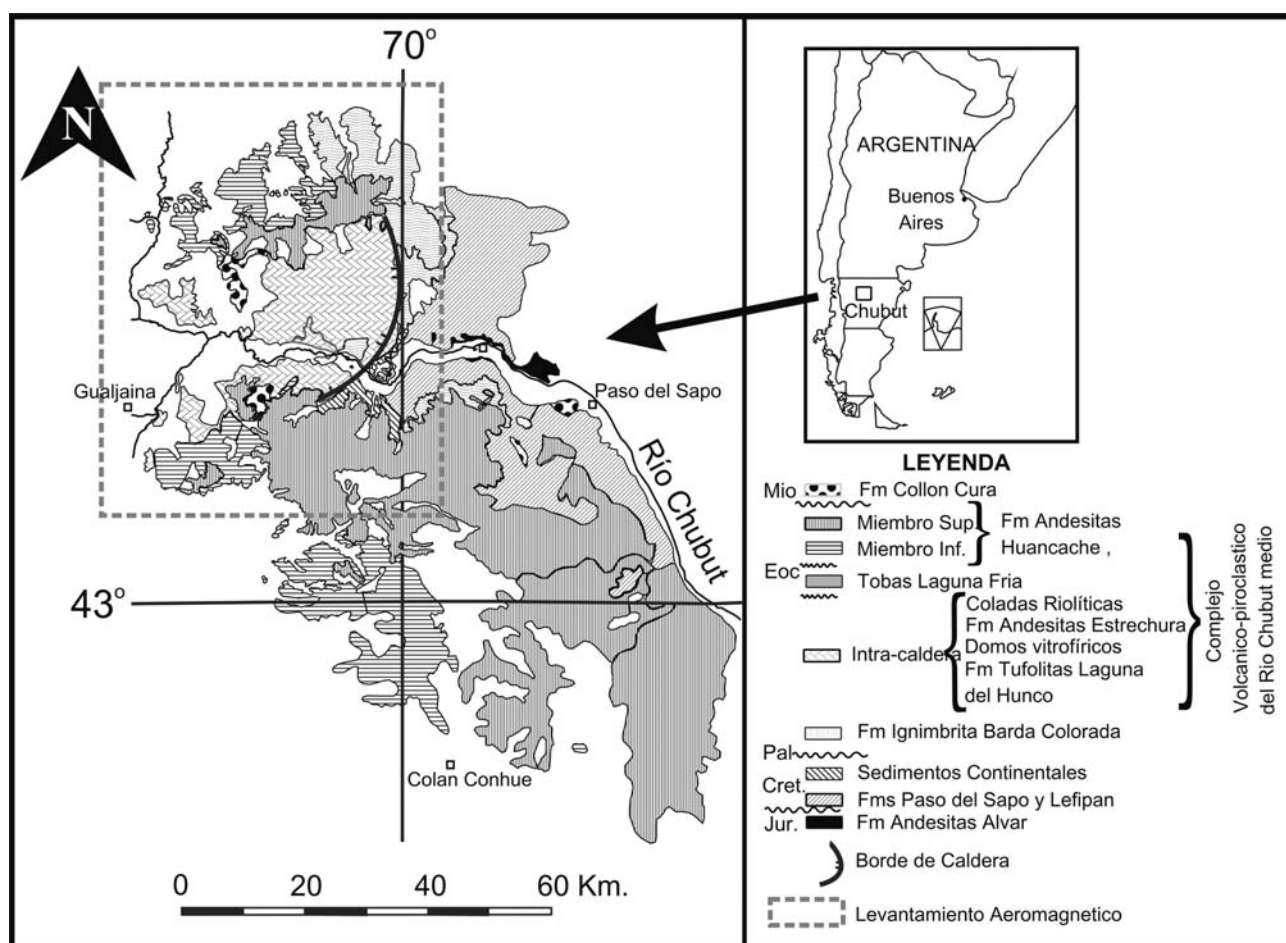 70°
N
ARGENTINA
Buenos
Aires
Chubut
Gualjaina
Paso del Sapo
Río Chubut
43°
Colan Conhue
0 20 40 60 Km.
LEYENDA
Mio Fm Collon Cura
Miembro Sup.
Miembro Inf.
Fm Andesitas
Huancache ,
Eoc
Tobas Laguna Fria
Intra-caldera
Coladas Riolíticas
Fm Andesitas Estrechura
Domos vitrofíricos
Fm Tufolitas Laguna
del Hunco
Complejo
Volcanico-piroclastico
del Rio Chubut medio
Fm Ignimbrita Barda Colorada
Pal
Sedimentos Continentales
Cret.
Fms Paso del Sapo y Lefipan
Jur. Fm Andesitas Alvar
Borde de Caldera
Levantamiento Aeromagnetico